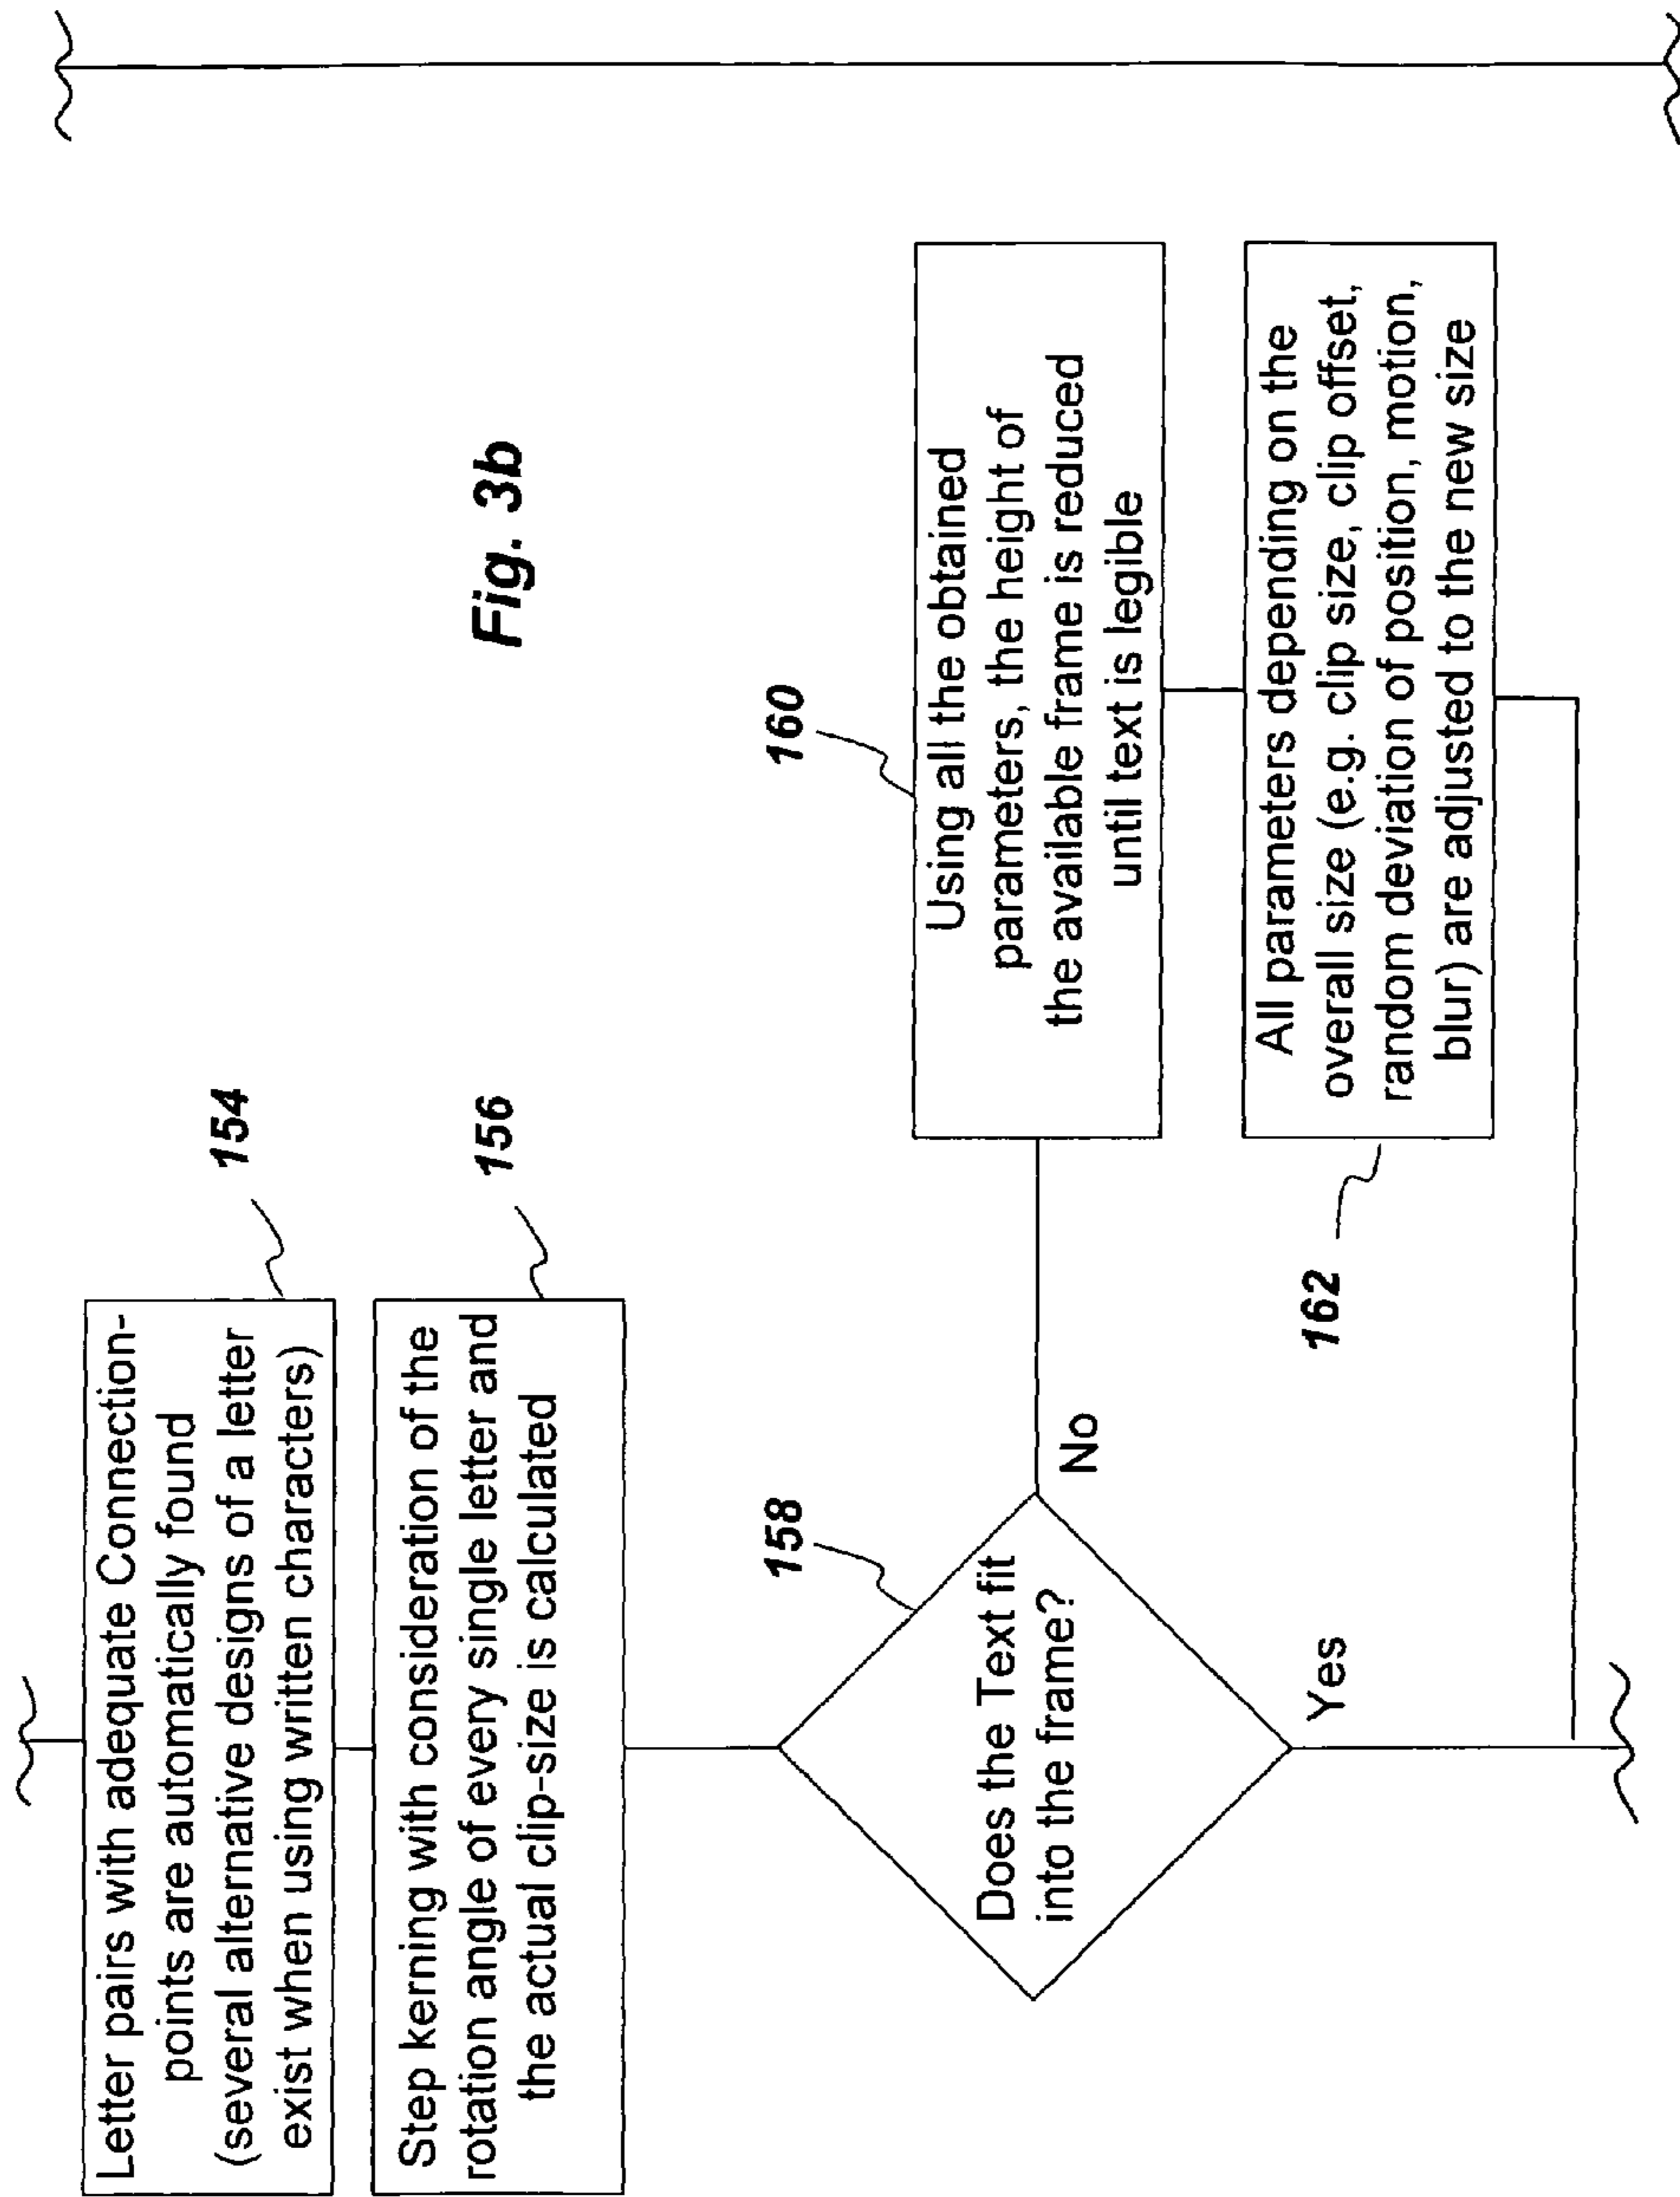 Letter pairs with adequate Connection-
points are automatically found
(several alternative designs of a letter
exist when using written characters)
154
Step kerning with consideration of the
rotation angle of every single letter and
the actual clip-size is calculated
156
Fig. 3b
158
Does the Text fit
into the frame?
No
Yes
160
Using all the obtained
parameters, the height of
the available frame is reduced
until text is legible
All parameters depending on the
overall size (e.g. clip size, clip offset,
random deviation of position, motion,
blur) are adjusted to the new size
162